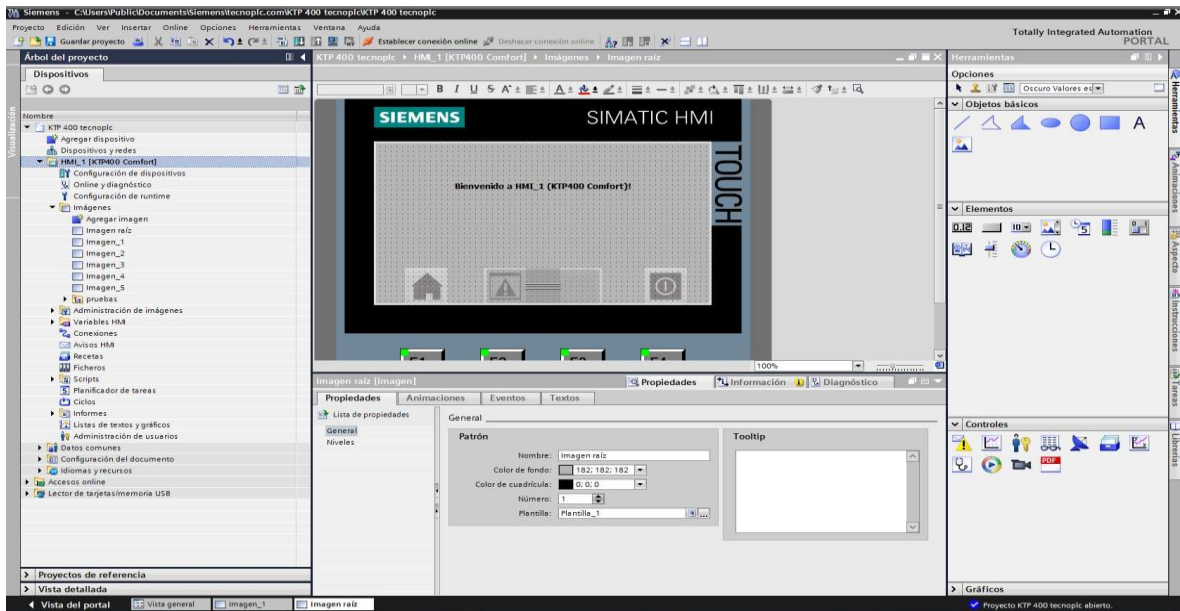 Siemens - C:\Users\Public\Documents\Siemens\tecnoplc.com\KTP 400 tecnoplc\KTP 400 tecnoplc
Proyecto Edición Ver Insertar Online Opciones Herramientas Ventana Ayuda
Guardar proyecto
Establecer conexión online
Deshacer conexión online
Totally Integrated Automation
PORTAL
Árbol del proyecto
Dispositivos
Visualización
Nombre
KTP 400 tecnoplc
Agregar dispositivo
Dispositivos y redes
HMI_1 [KTP400 Comfort]
Configuración de dispositivos
Online y diagnóstico
Configuración de runtime
Imágenes
Agregar imagen
Imagen raíz
Imagen_1
Imagen_2
Imagen_3
Imagen_4
Imagen_5
pruebas
Administración de imágenes
Variables HMI
Conexiones
Avisos HMI
Recetas
Ficheros
Scripts
Planificador de tareas
Ciclos
Informes
Listas de textos y gráficos
Administración de usuarios
Datos comunes
Configuración del documento
Idiomas y recursos
Accesos online
Lector de tarjetas/memoria USB
Proyectos de referencia
Vista detallada
KTP 400 tecnoplc ▸ HMI_1 [KTP400 Comfort] ▸ Imágenes ▸ Imagen raíz
SIEMENS
SIMATIC HMI
TOUCH
Bienvenido a HMI_1 (KTP400 Comfort)!
100%
Imagen raíz [Imagen]
Propiedades
Información
Diagnóstico
Propiedades Animaciones Eventos Textos
Lista de propiedades
General
Niveles
General
Patrón
Nombre: Imagen raíz
Color de fondo: 182; 182; 182
Color de cuadrícula: 0; 0; 0
Número: 1
Plantilla: Plantilla_1
Tooltip
Herramientas
Opciones
Oscuro Valores es
Objetos básicos
A
Elementos
0.12
10
5
Controles
PDF
Gráficos
Herramientas
Animaciones
Aspecto
Instrucciones
Tareas
Librerías
Vista del portal
Vista general
Imagen_1
Imagen raíz
Proyecto KTP 400 tecnoplc abierto.